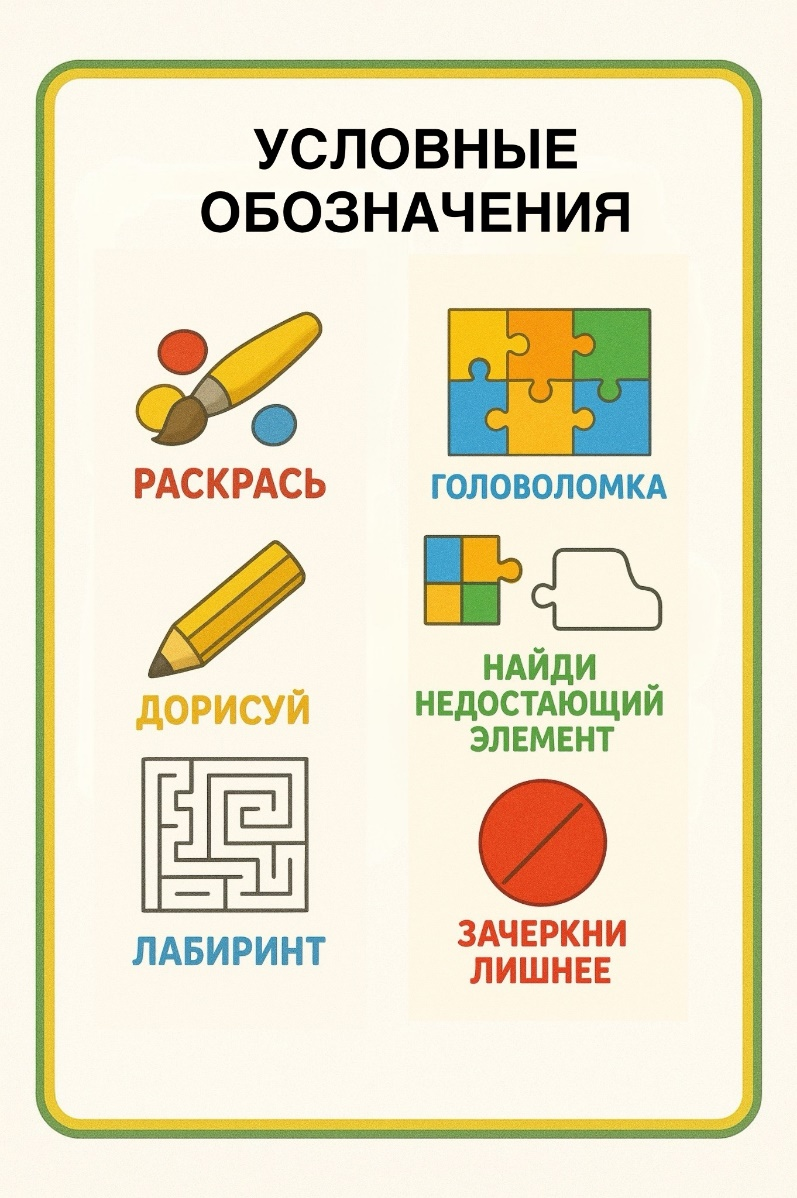 УСЛОВНЫЕ
ОБОЗНАЧЕНИЯ
РАСКРАСЬ
ГОЛОВОЛОМКА
ДОРИСУЙ
НАЙДИ
НЕДОСТАЮЩИЙ
ЭЛЕМЕНТ
ЛАБИРИНТ
ЗАЧЕРКНИ
ЛИШНЕЕ